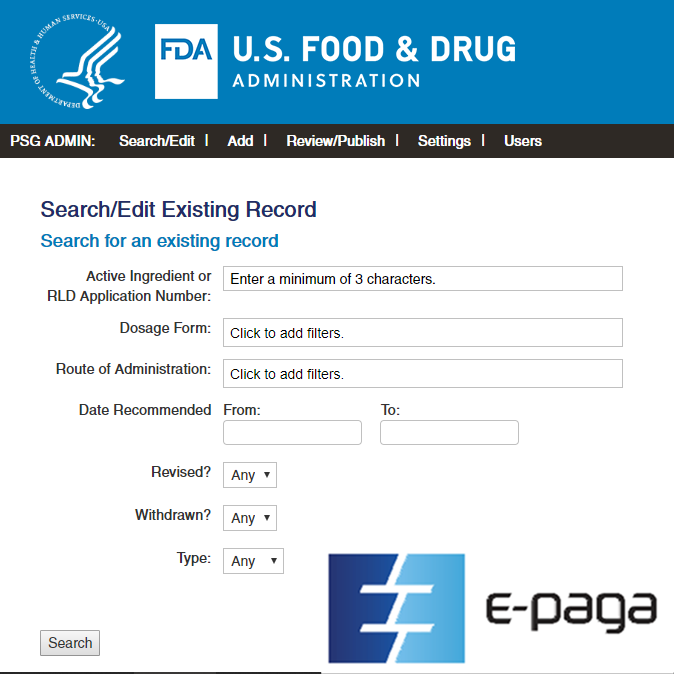 DEPARTMENT OF HEALTH & HUMAN SERVICES • USA
FDA
U.S. FOOD & DRUG
ADMINISTRATION
PSG ADMIN: Search/Edit | Add | Review/Publish | Settings | Users
Search/Edit Existing Record
Search for an existing record
Active Ingredient or
RLD Application Number: Enter a minimum of 3 characters.
Dosage Form: Click to add filters.
Route of Administration: Click to add filters.
Date Recommended From: To:
Revised? Any
Withdrawn? Any
Type: Any
e-paga
Search